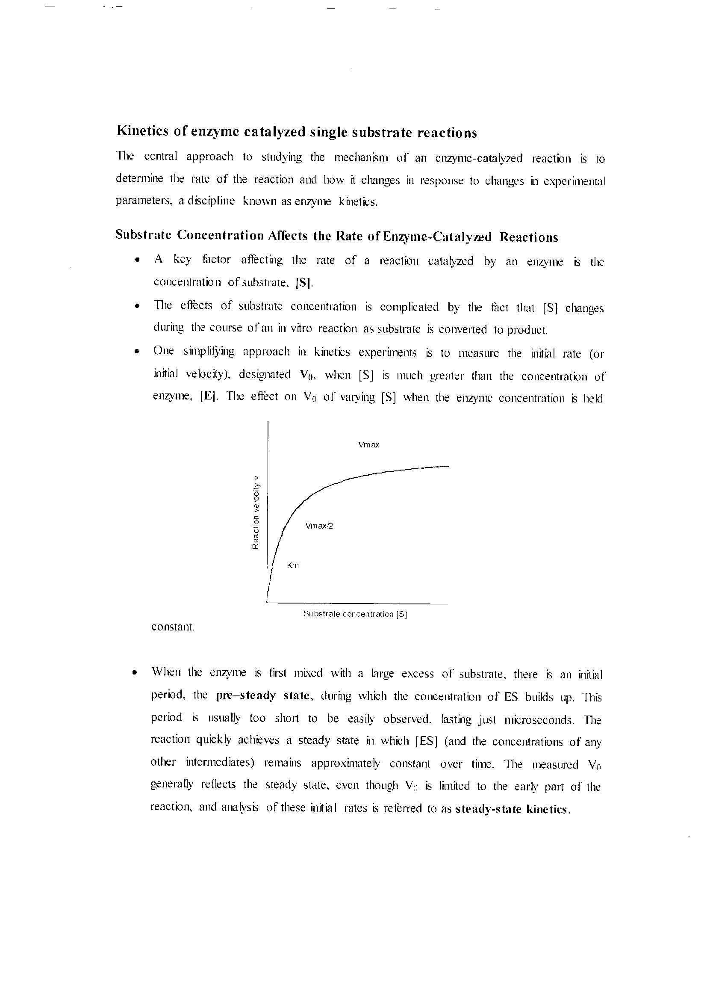 Kinetics of enzyme catalyzed single substrate reactions
The central approach to studying the mechanism of an enzyme-catalyzed reaction is to
determine the rate of the reaction and how it changes in response to changes in experimental
parameters, a discipline known as enzyme kinetics.
Substrate Concentration Affects the Rate of Enzyme-Catalyzed Reactions
• A key factor affecting the rate of a reaction catalyzed by an enzyme is the
concentration of substrate, [S].
• The effects of substrate concentration is complicated by the fact that [S] changes
during the course of an in vitro reaction as substrate is converted to product.
• One simplifying approach in kinetics experiments is to measure the initial rate (or
initial velocity), designated V₀, when [S] is much greater than the concentration of
enzyme, [E]. The effect on V₀ of varying [S] when the enzyme concentration is held
Vmax
Reaction velocity v
Vmax/2
Km
Substrate concentration [S]
constant.
• When the enzyme is first mixed with a large excess of substrate, there is an initial
period, the pre–steady state, during which the concentration of ES builds up. This
period is usually too short to be easily observed, lasting just microseconds. The
reaction quickly achieves a steady state in which [ES] (and the concentrations of any
other intermediates) remains approximately constant over time. The measured V₀
generally reflects the steady state, even though V₀ is limited to the early part of the
reaction, and analysis of these initial rates is referred to as steady-state kinetics.